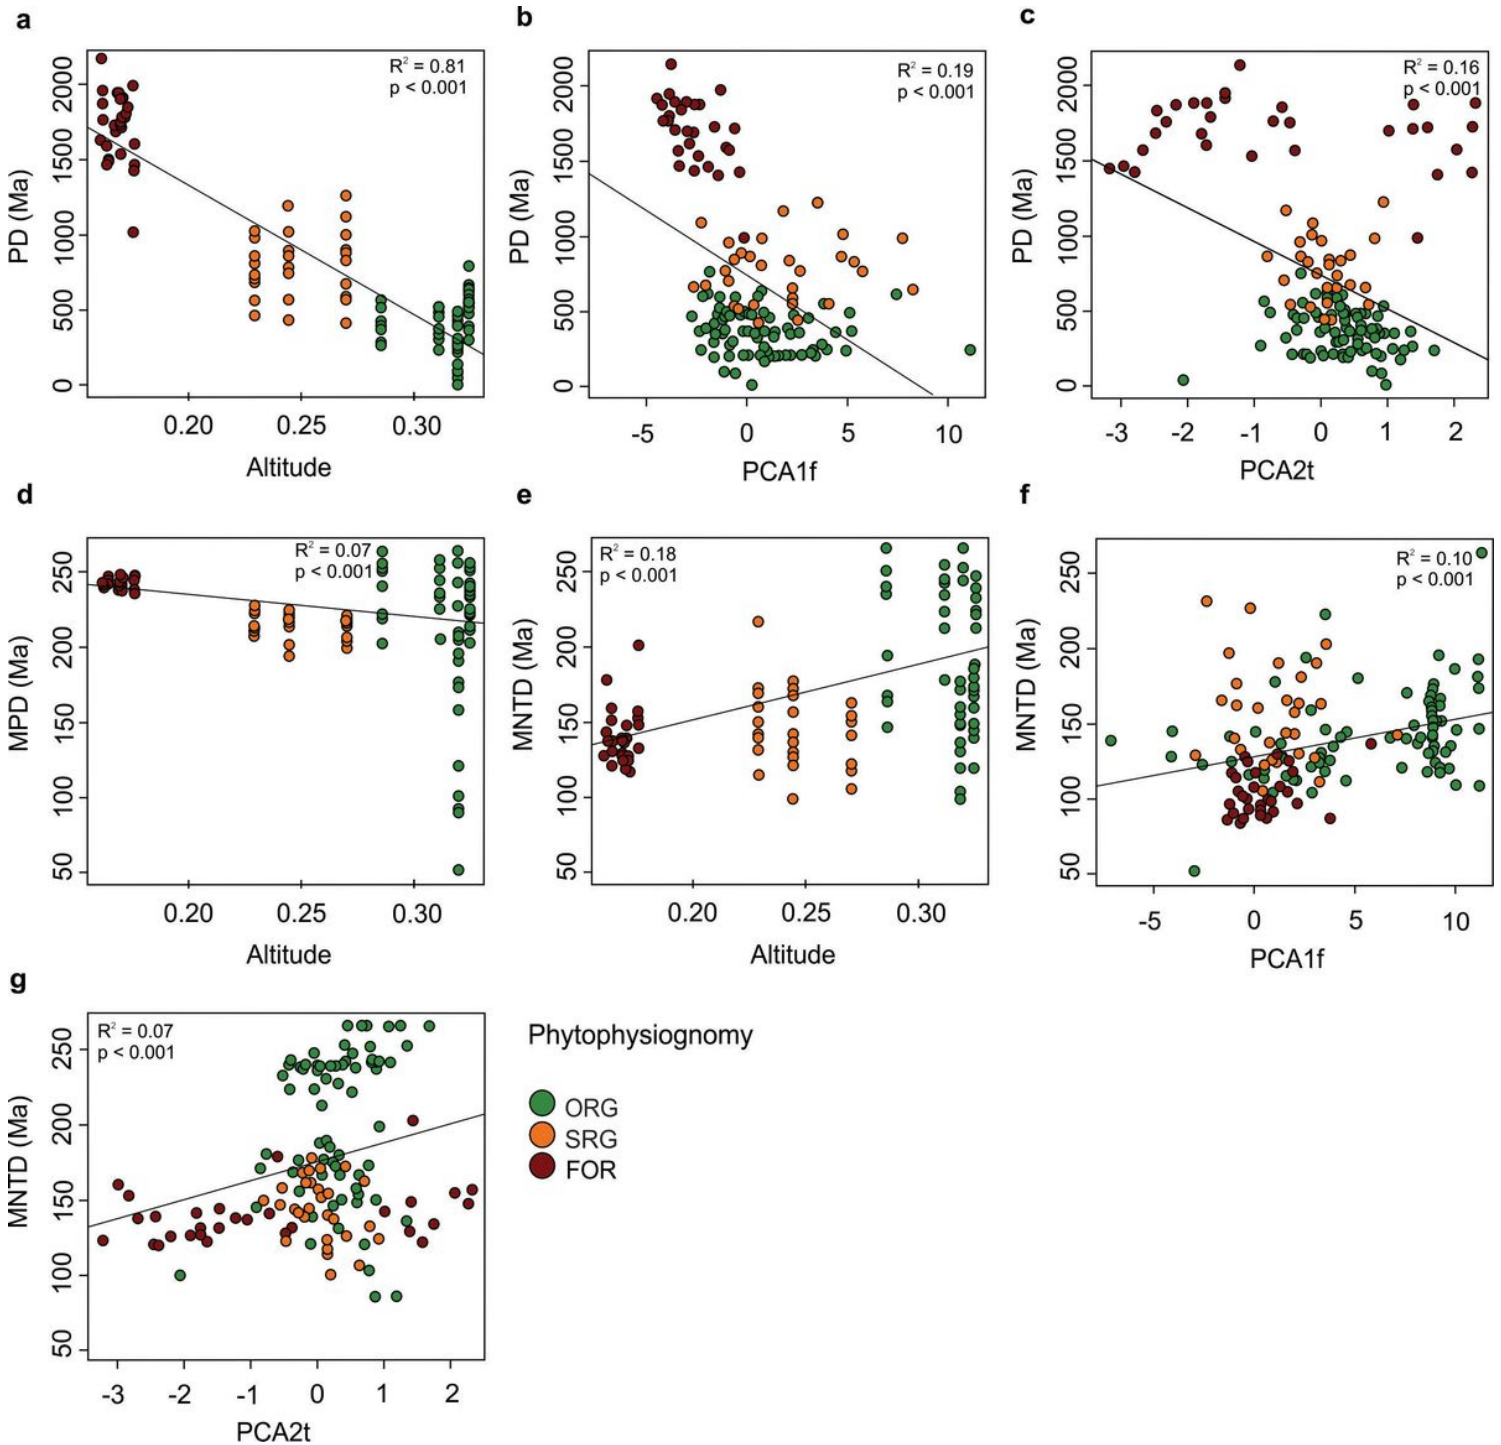 a
R² = 0.81
p < 0.001
PD (Ma)
2000
1500
1000
500
0
0.20 0.25 0.30
Altitude
b
R² = 0.19
p < 0.001
PD (Ma)
2000
1500
1000
500
0
-5 0 5 10
PCA1f
c
R² = 0.16
p < 0.001
PD (Ma)
2000
1500
1000
500
0
-3 -2 -1 0 1 2
PCA2t
d
R² = 0.07
p < 0.001
MPD (Ma)
250
200
150
100
50
0.20 0.25 0.30
Altitude
e
R² = 0.18
p < 0.001
MNTD (Ma)
250
200
150
100
50
0.20 0.25 0.30
Altitude
f
R² = 0.10
p < 0.001
MNTD (Ma)
250
200
150
100
50
-5 0 5 10
PCA1f
g
R² = 0.07
p < 0.001
MNTD (Ma)
250
200
150
100
50
-3 -2 -1 0 1 2
PCA2t
Phytophysiognomy
ORG
SRG
FOR